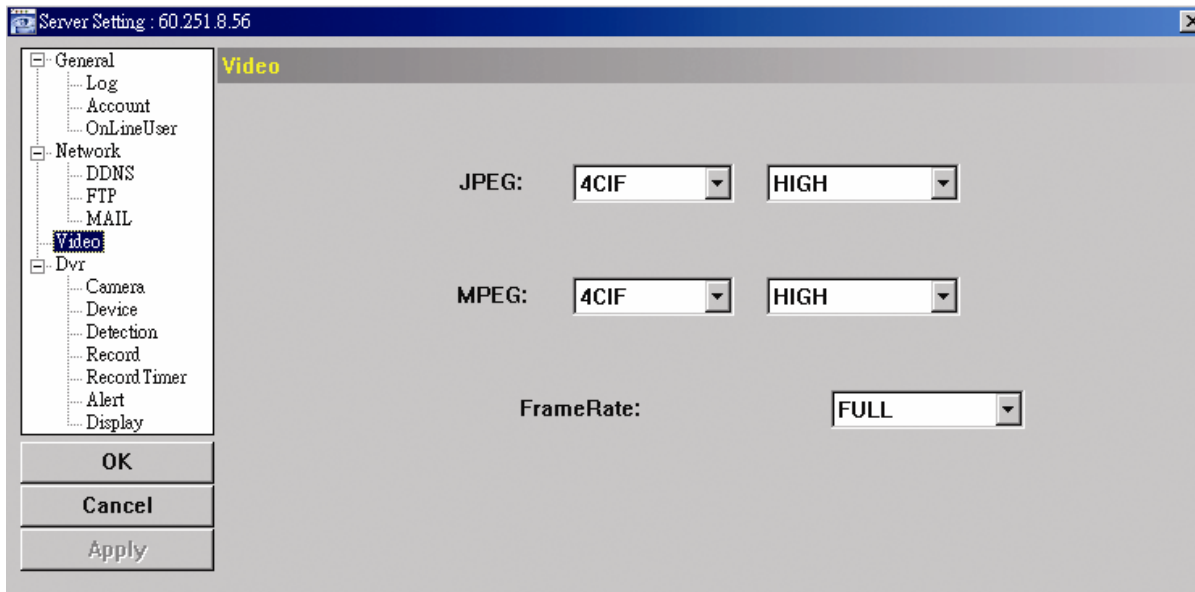 Server Setting : 60.251.8.56
General
Log
Account
OnLineUser
Network
DDNS
FTP
MAIL
Video
Dvr
Camera
Device
Detection
Record
Record Timer
Alert
Display
OK
Cancel
Apply
Video
JPEG: 4CIF HIGH
MPEG: 4CIF HIGH
FrameRate: FULL